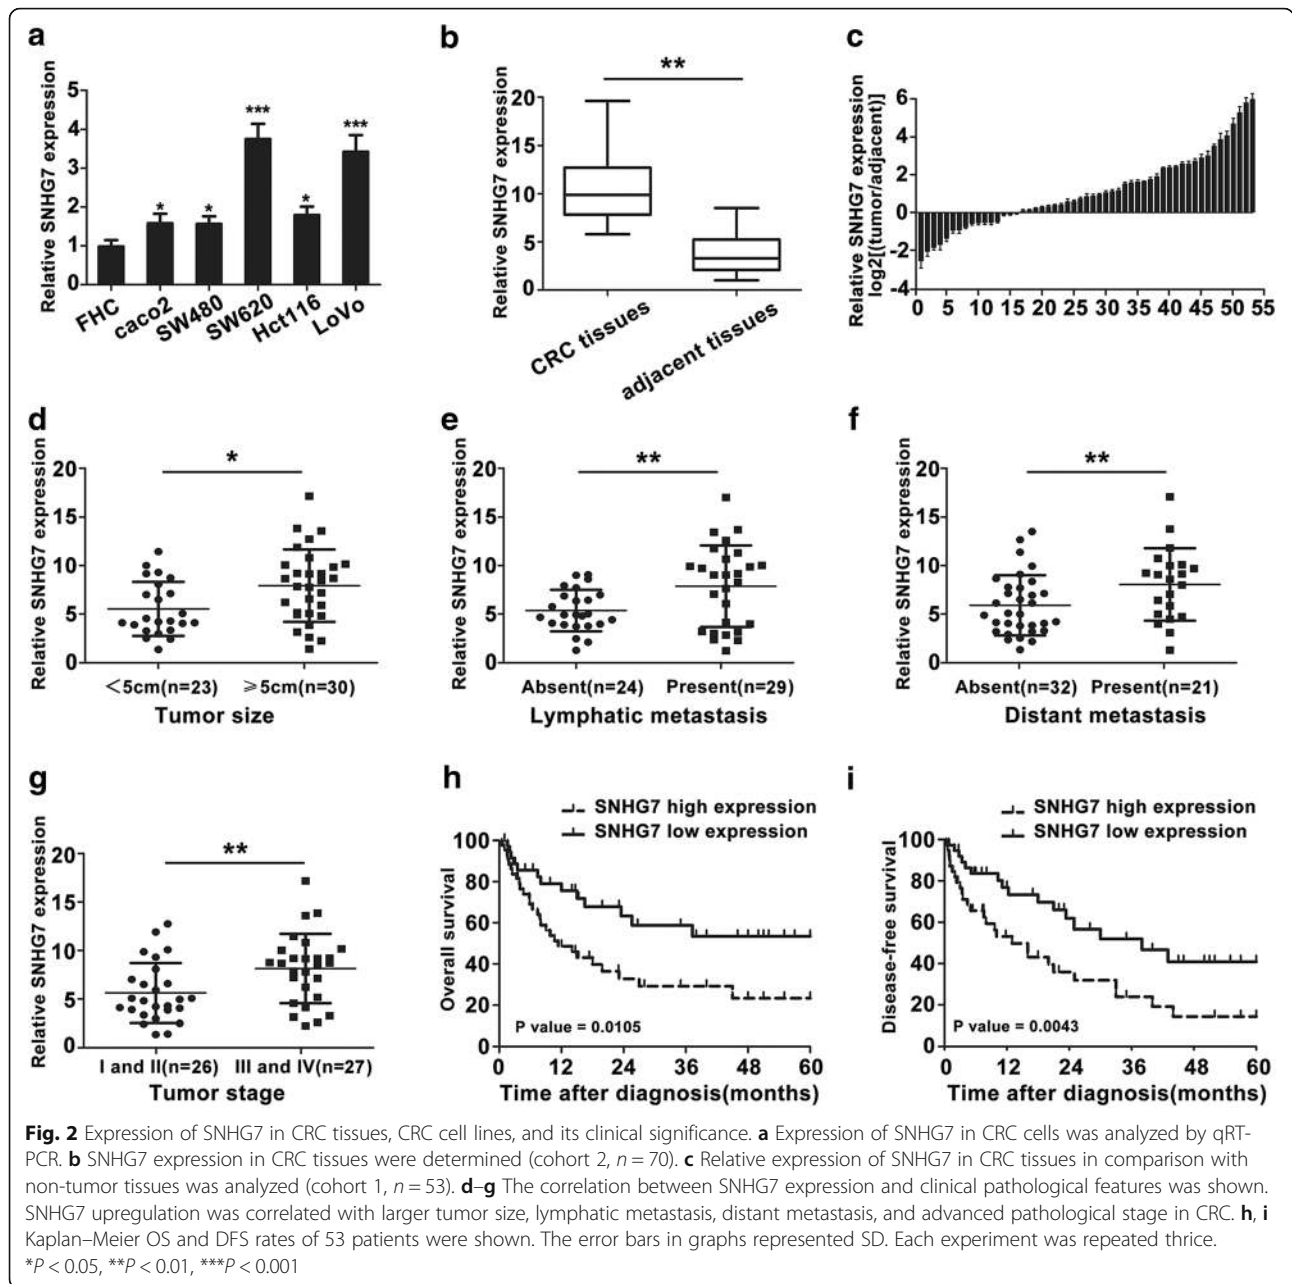 a
Relative SNHG7 expression
5
4
3
2
1
0
*
*
***
*
***
FHC
caco2
SW480
SW620
Hct116
LoVo
b
Relative SNHG7 expression
20
15
10
5
0
**
CRC tissues
adjacent tissues
c
Relative SNHG7 expression
log2[(tumor/adjacent)]
6
4
2
0
-2
-4
0 5 10 15 20 25 30 35 40 45 50 55
d
Relative SNHG7 expression
20
15
10
5
0
*
<5cm(n=23) ⩾5cm(n=30)
Tumor size
e
Relative SNHG7 expression
20
15
10
5
0
**
Absent(n=24) Present(n=29)
Lymphatic metastasis
f
Relative SNHG7 expression
20
15
10
5
0
**
Absent(n=32) Present(n=21)
Distant metastasis
g
Relative SNHG7 expression
20
15
10
5
0
**
I and II(n=26) III and IV(n=27)
Tumor stage
h
SNHG7 high expression
SNHG7 low expression
Overall survival
100
80
60
40
20
P value = 0.0105
0 12 24 36 48 60
Time after diagnosis(months)
i
SNHG7 high expression
SNHG7 low expression
Disease-free survival
100
80
60
40
20
P value = 0.0043
0 12 24 36 48 60
Time after diagnosis(months)
Fig. 2 Expression of SNHG7 in CRC tissues, CRC cell lines, and its clinical significance. a Expression of SNHG7 in CRC cells was analyzed by qRT-
PCR. b SNHG7 expression in CRC tissues were determined (cohort 2, n = 70). c Relative expression of SNHG7 in CRC tissues in comparison with
non-tumor tissues was analyzed (cohort 1, n = 53). d–g The correlation between SNHG7 expression and clinical pathological features was shown.
SNHG7 upregulation was correlated with larger tumor size, lymphatic metastasis, distant metastasis, and advanced pathological stage in CRC. h, i
Kaplan–Meier OS and DFS rates of 53 patients were shown. The error bars in graphs represented SD. Each experiment was repeated thrice.
*P < 0.05, **P < 0.01, ***P < 0.001